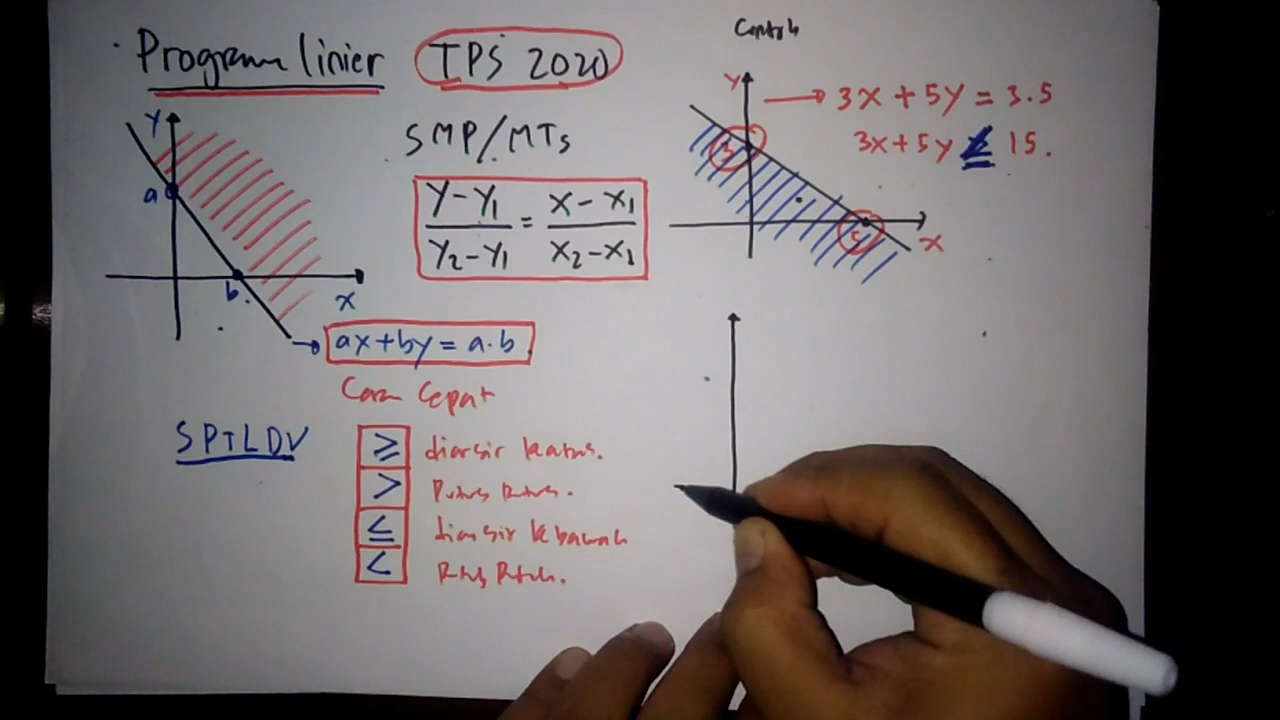 Program linier TPS 2020
SMP/MTs
y
a
b
x
y-y1 / y2-y1 = x-x1 / x2-x1
ax+by = a.b
Cara Cepat
SPTLDV
≥ diarsir keatas.
> Putus Putus.
≤ diarsir kebawah
< Putus Putus.
Contoh
y
3
5
x
3x + 5y = 3.5
3x+5y ≤ 15.